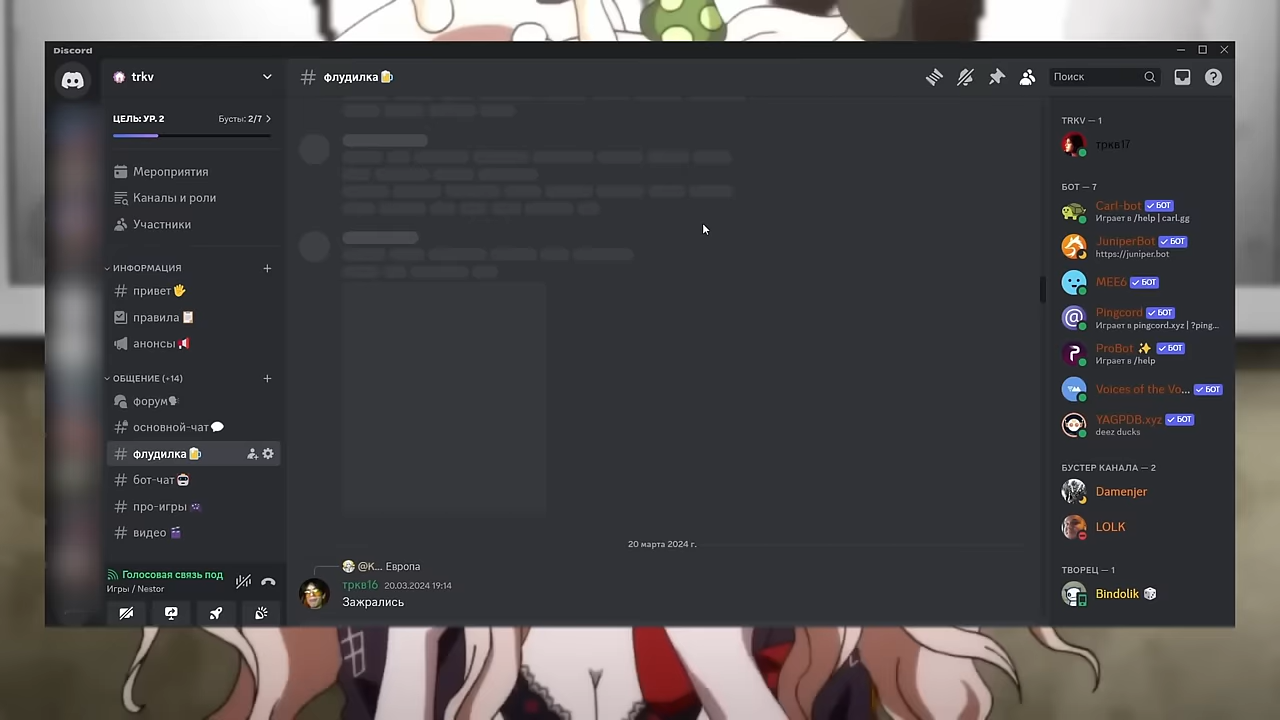 Discord
trkv
ЦЕЛЬ: УР. 2
Бусты: 2/7
Мероприятия
Каналы и роли
Участники
ИНФОРМАЦИЯ
привет
правила
анонсы
ОБЩЕНИЕ (+14)
форум
основной-чат
флудилка
бот-чат
про-игры
видео
Голосовая связь под
Игры / Nestor
флудилка
20 марта 2024 г.
@K... Европа
тркв16 20.03.2024 19:14
Зажрались
Поиск
TRKV — 1
тркв17
БОТ — 7
Carl-bot БОТ
Играет в /help | carl.gg
JuniperBot БОТ
https://juniper.bot
MEE6 БОТ
Pingcord БОТ
Играет в pingcord.xyz | ?ping...
ProBot ✨ БОТ
Играет в /help
Voices of the Vo... БОТ
YAGPDB.xyz БОТ
deez ducks
БУСТЕР КАНАЛА — 2
Damenjer
LOLK
ТВОРЕЦ — 1
Bindolik